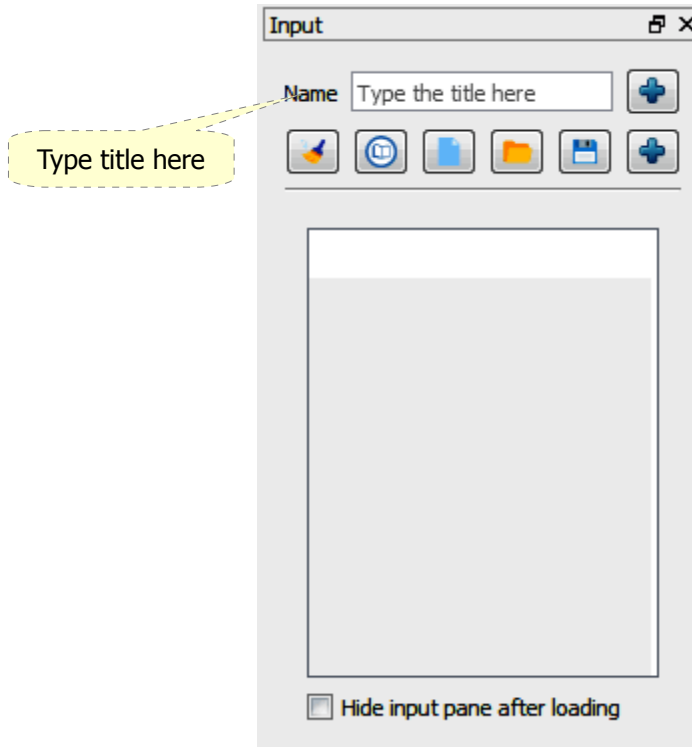 Input
Name Type the title here
Type title here
Hide input pane after loading